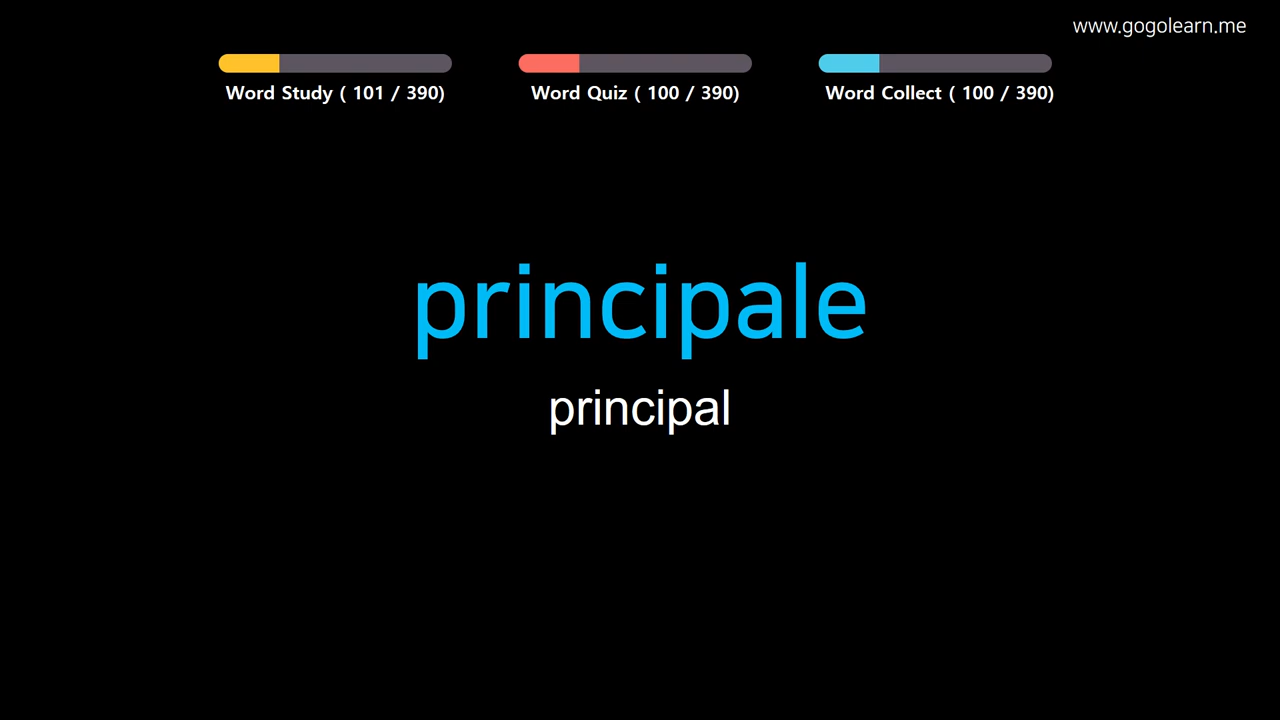 www.gogolearn.me
Word Study ( 101 / 390)
Word Quiz ( 100 / 390)
Word Collect ( 100 / 390)
principale
principal